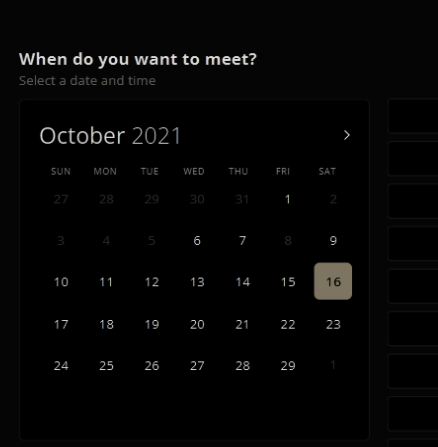 When do you want to meet?
Select a date and time
October 2021
SUN MON TUE WED THU FRI SAT
27 28 29 30 31 1 2
3 4 5 6 7 8 9
10 11 12 13 14 15 16
17 18 19 20 21 22 23
24 25 26 27 28 29 1